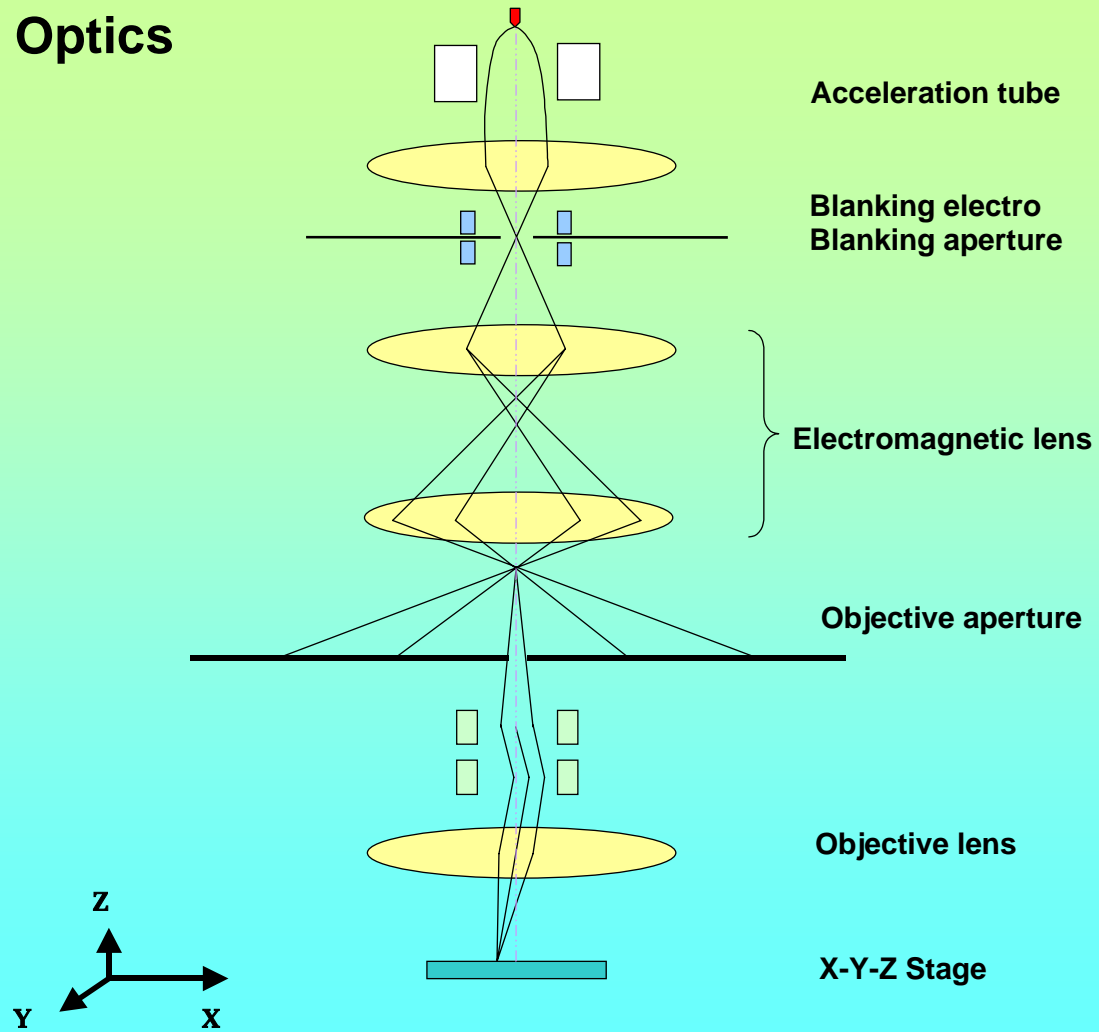 Optics
Acceleration tube
Blanking electro
Blanking aperture
Electromagnetic lens
Objective aperture
Objective lens
X-Y-Z Stage
Z
Y
X